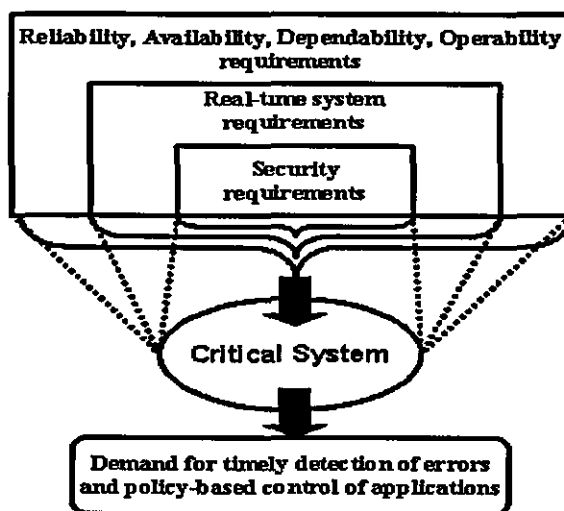 Reliability, Availability, Dependability, Operability
requirements
Real-time system
requirements
Security
requirements
Critical System
Demand for timely detection of errors
and policy-based control of applications